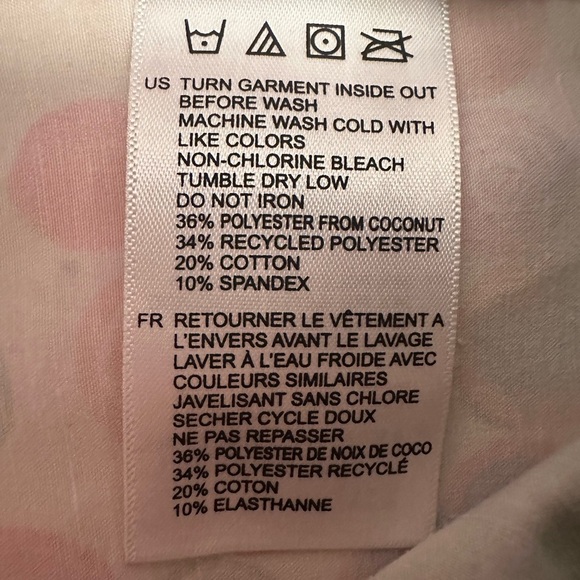 US TURN GARMENT INSIDE OUT
BEFORE WASH
MACHINE WASH COLD WITH
LIKE COLORS
NON-CHLORINE BLEACH
TUMBLE DRY LOW
DO NOT IRON
36% POLYESTER FROM COCONUT
34% RECYCLED POLYESTER
20% COTTON
10% SPANDEX
FR RETOURNER LE VÊTEMENT A
L'ENVERS AVANT LE LAVAGE
LAVER À L'EAU FROIDE AVEC
COULEURS SIMILAIRES
JAVELISANT SANS CHLORE
SECHER CYCLE DOUX
NE PAS REPASSER
36% POLYESTER DE NOIX DE COCO
34% POLYESTER RECYCLÉ
20% COTON
10% ELASTHANNE